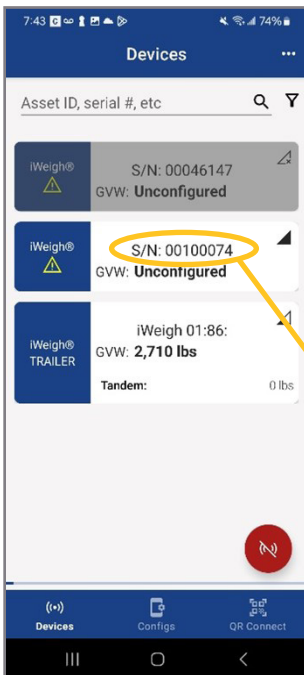 7:43 74%
Devices
Asset ID, serial #, etc
iWeigh®
S/N: 00046147
GVW: Unconfigured
iWeigh®
S/N: 00100074
GVW: Unconfigured
iWeigh®
TRAILER
iWeigh 01:86:
GVW: 2,710 lbs
Tandem: 0 lbs
Devices Configs QR Connect